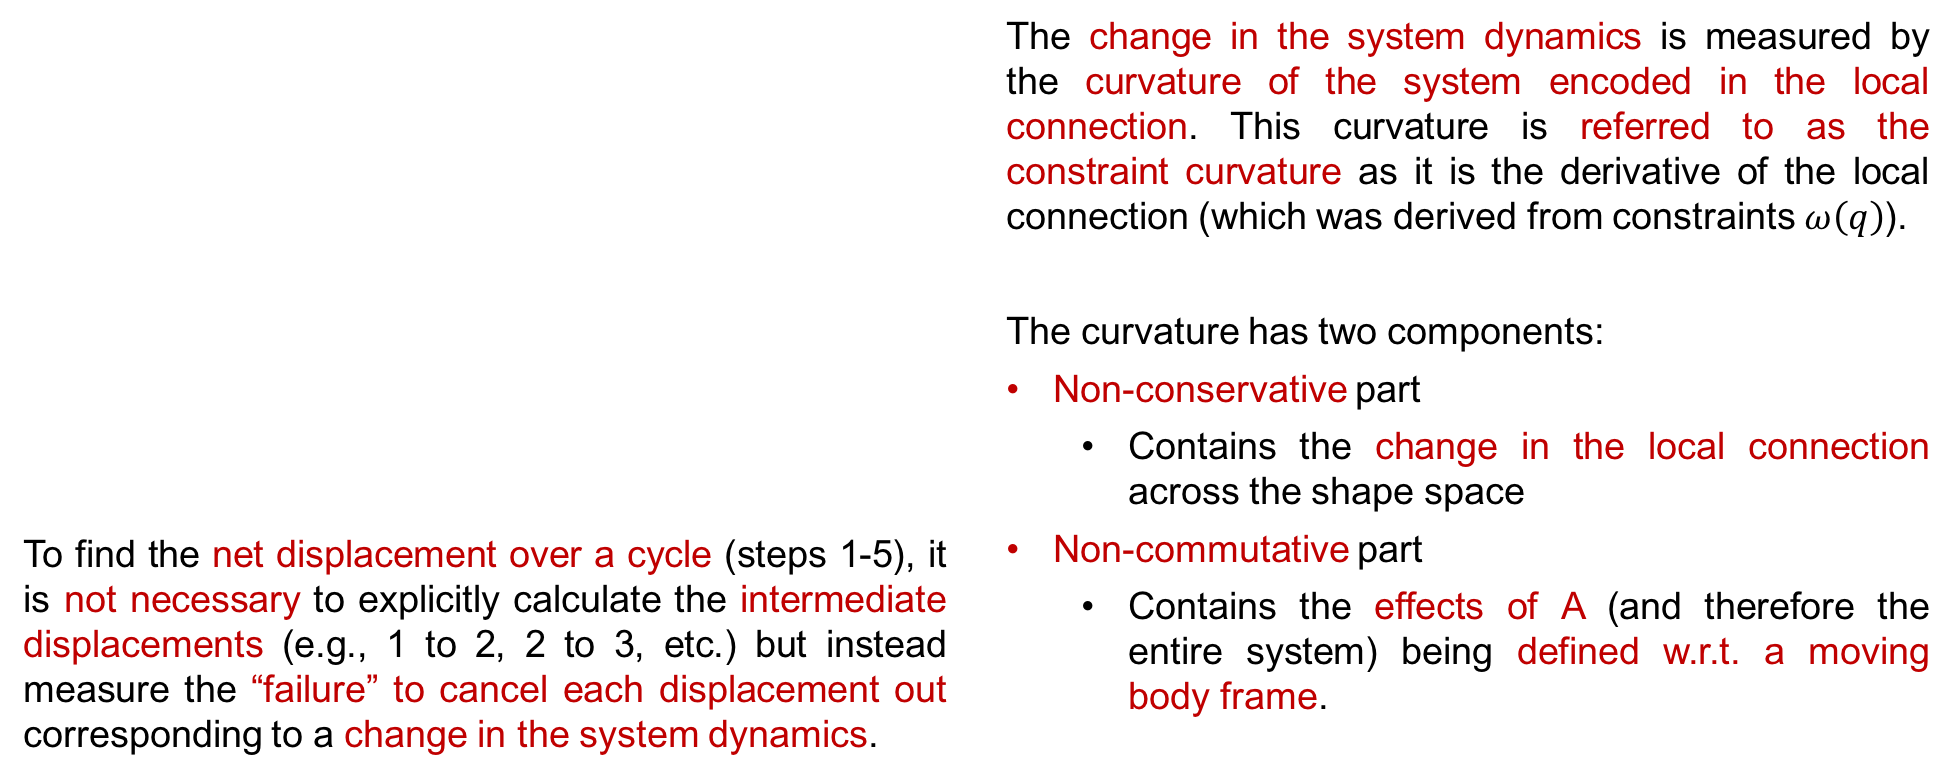 The change in the system dynamics is measured by
the curvature of the system encoded in the local
connection. This curvature is referred to as the
constraint curvature as it is the derivative of the local
connection (which was derived from constraints 𝜔(𝑞)).
The curvature has two components:
• Non-conservative part
• Contains the change in the local connection
across the shape space
• Non-commutative part
• Contains the effects of A (and therefore the
entire system) being defined w.r.t. a moving
body frame.
To find the net displacement over a cycle (steps 1-5), it
is not necessary to explicitly calculate the intermediate
displacements (e.g., 1 to 2, 2 to 3, etc.) but instead
measure the “failure” to cancel each displacement out
corresponding to a change in the system dynamics.